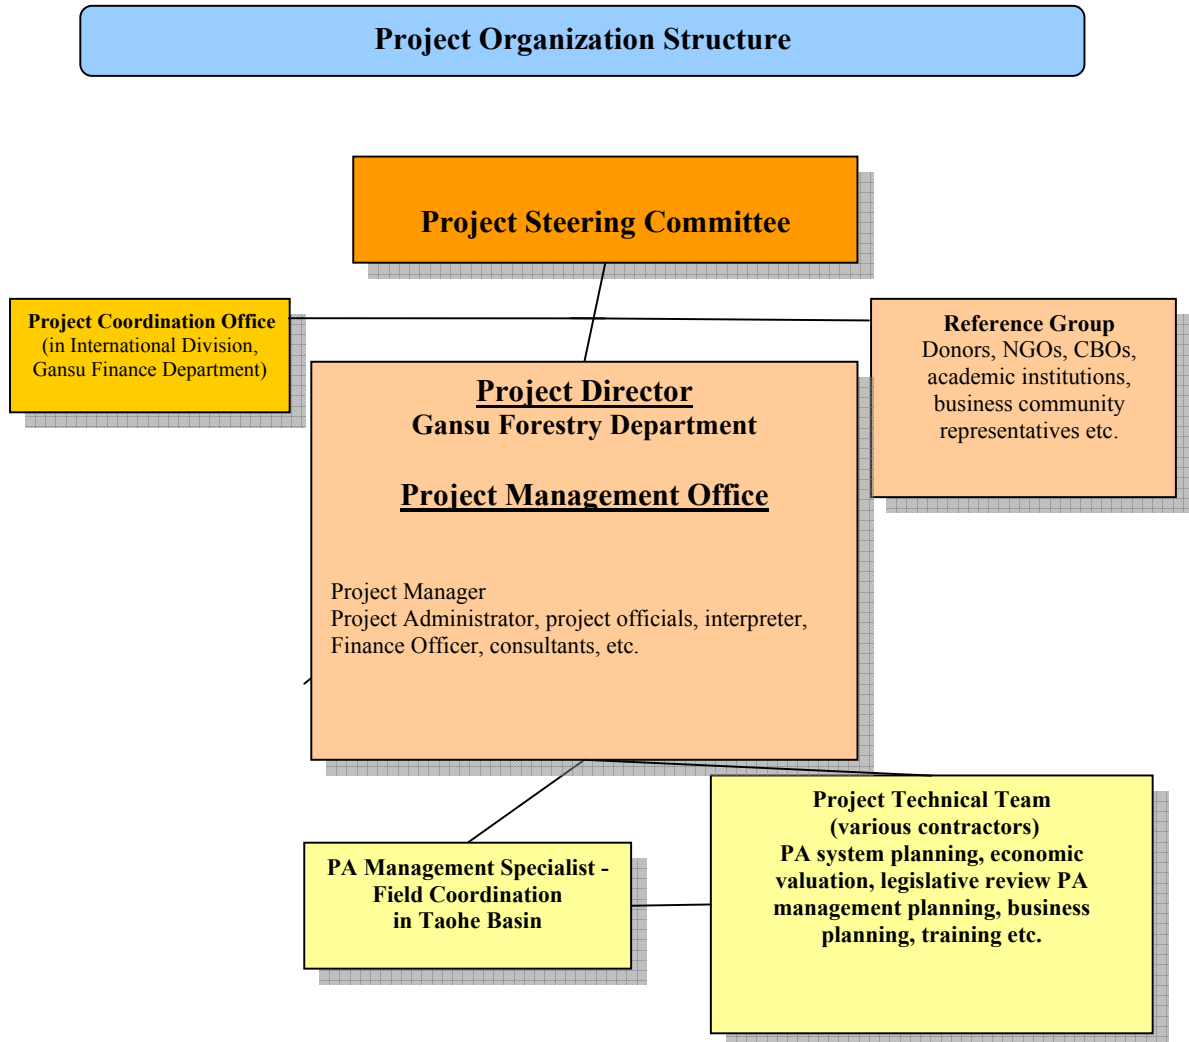 Project Organization Structure
Project Steering Committee
Project Coordination Office
(in International Division,
Gansu Finance Department)
Reference Group
Donors, NGOs, CBOs,
academic institutions,
business community
representatives etc.
Project Director
Gansu Forestry Department
Project Management Office
Project Manager
Project Administrator, project officials, interpreter,
Finance Officer, consultants, etc.
PA Management Specialist -
Field Coordination
in Taohe Basin
Project Technical Team
(various contractors)
PA system planning, economic
valuation, legislative review PA
management planning, business
planning, training etc.